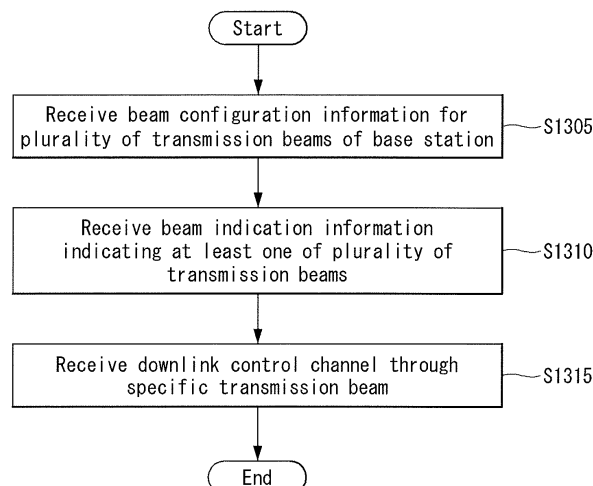 Start
Receive beam configuration information for
plurality of transmission beams of base station
S1305
Receive beam indication information
indicating at least one of plurality of
transmission beams
S1310
Receive downlink control channel through
specific transmission beam
S1315
End